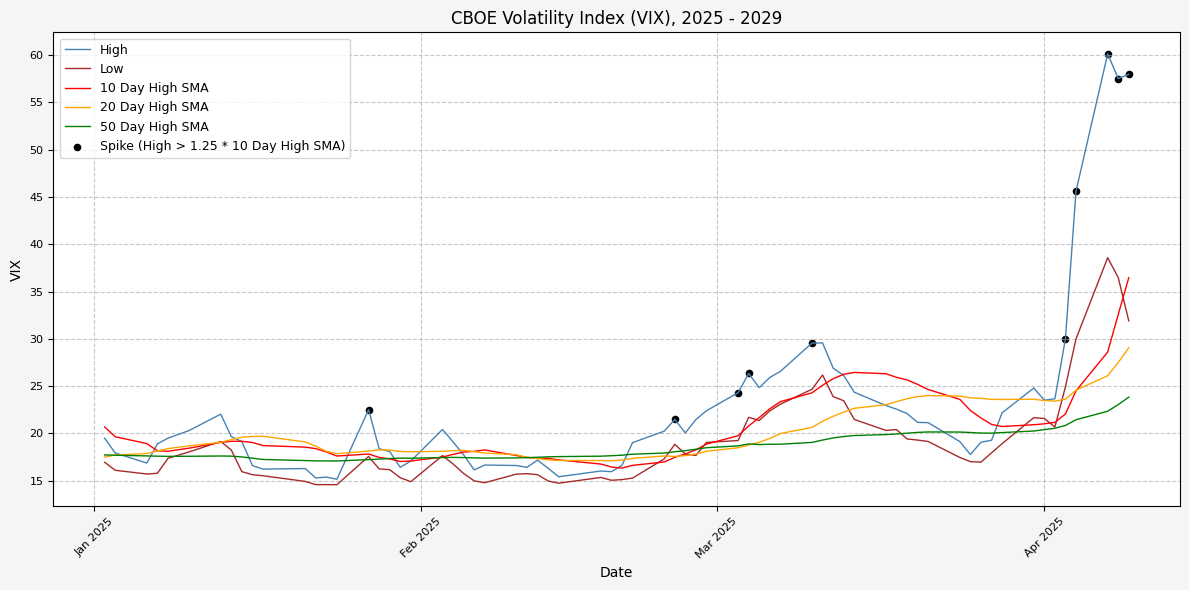 CBOE Volatility Index (VIX), 2025 - 2029
High
Low
10 Day High SMA
20 Day High SMA
50 Day High SMA
Spike (High > 1.25 * 10 Day High SMA)
60
55
50
45
40
35
30
25
20
15
VIX
Jan 2025
Feb 2025
Mar 2025
Apr 2025
Date